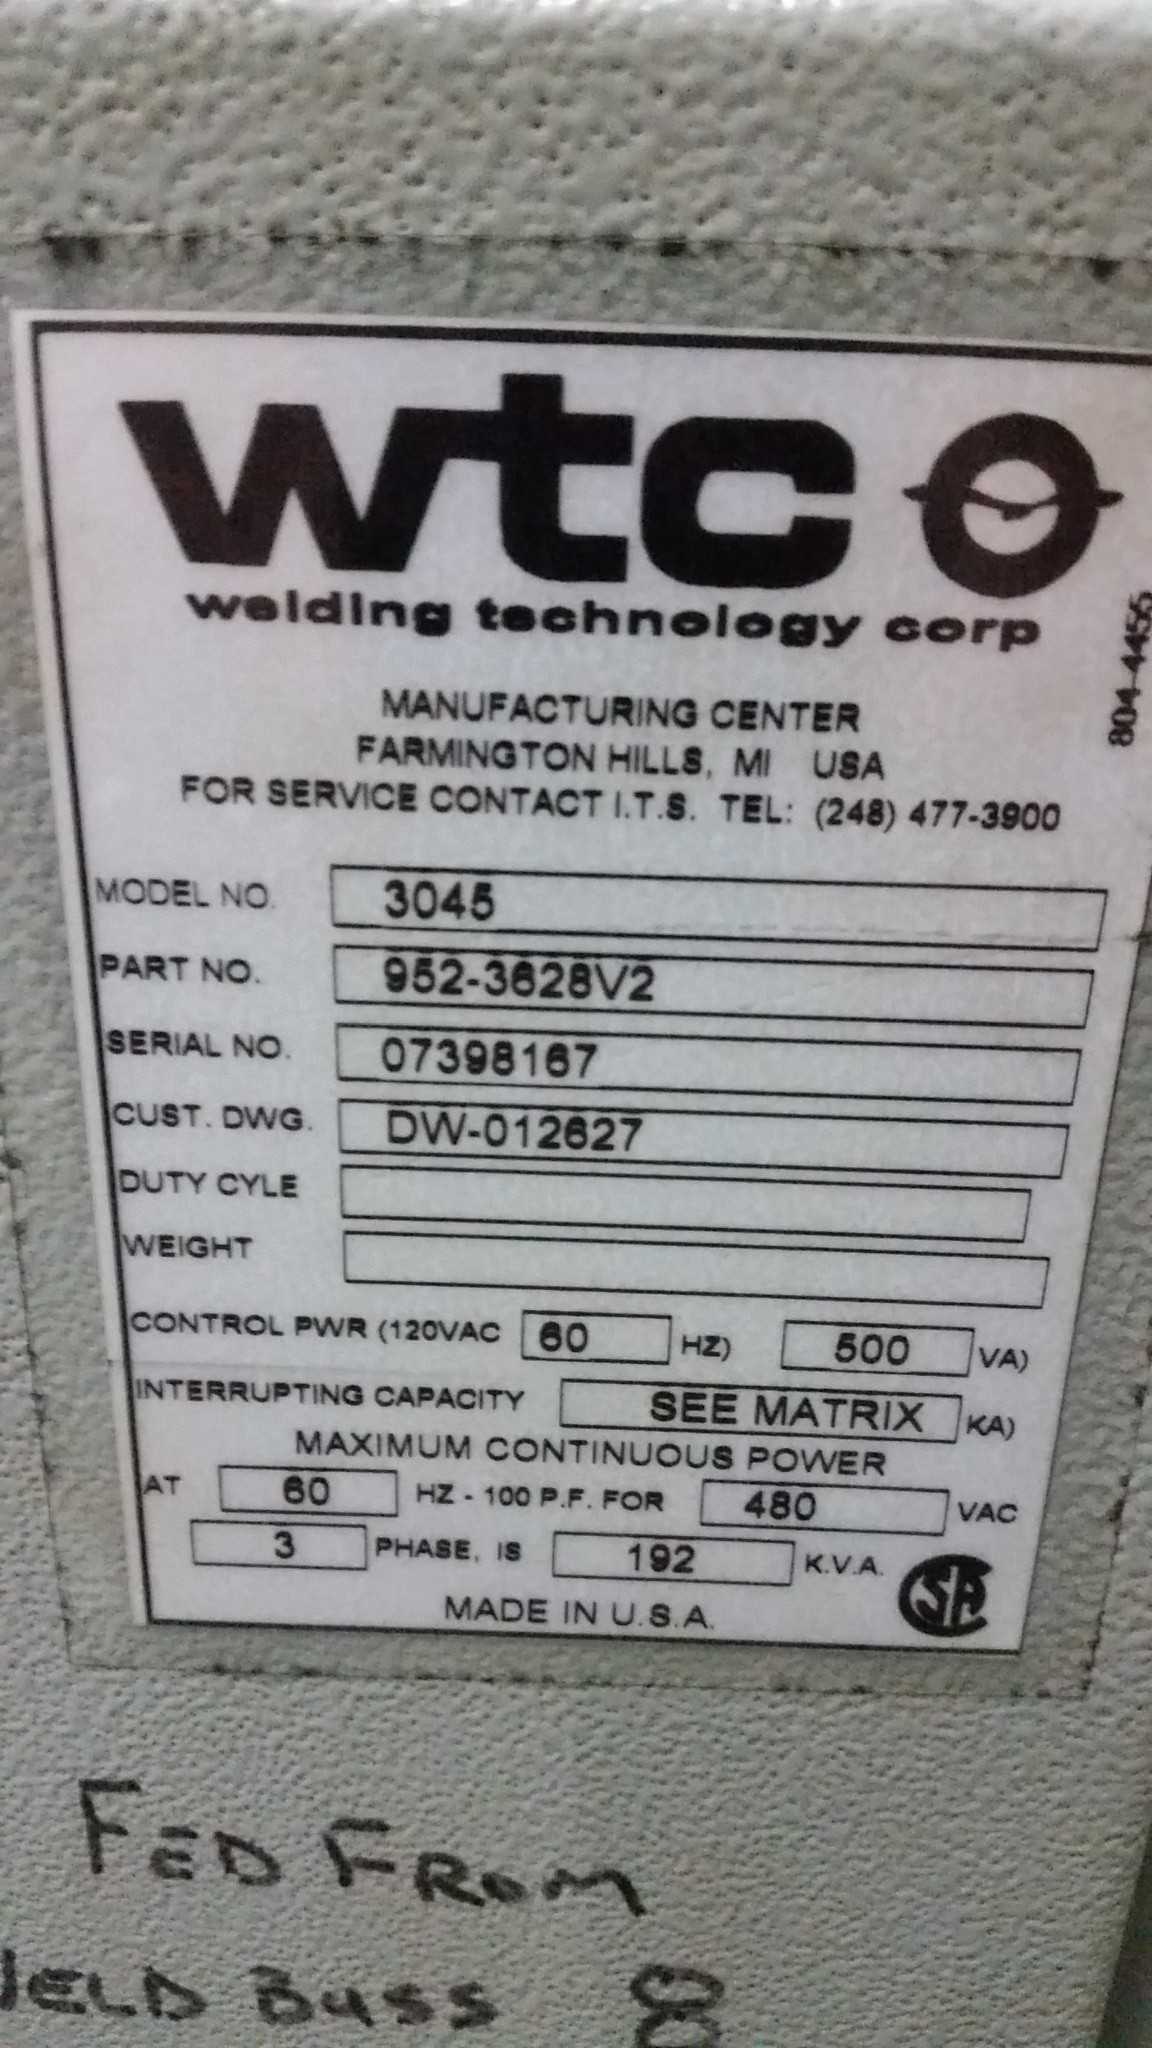 wtc
welding technology corp
804-4455
MANUFACTURING CENTER
FARMINGTON HILLS, MI USA
FOR SERVICE CONTACT I.T.S. TEL: (248) 477-3900
MODEL NO. 3045
PART NO. 952-3628V2
SERIAL NO. 07398167
CUST. DWG. DW-012627
DUTY CYLE
WEIGHT
CONTROL PWR (120VAC 60 HZ) 500 VA)
INTERRUPTING CAPACITY SEE MATRIX KA)
MAXIMUM CONTINUOUS POWER
AT 60 HZ - 100 P.F. FOR 480 VAC
3 PHASE, IS 192 K.V.A.
MADE IN U.S.A.
FED FROM
BUSS 8